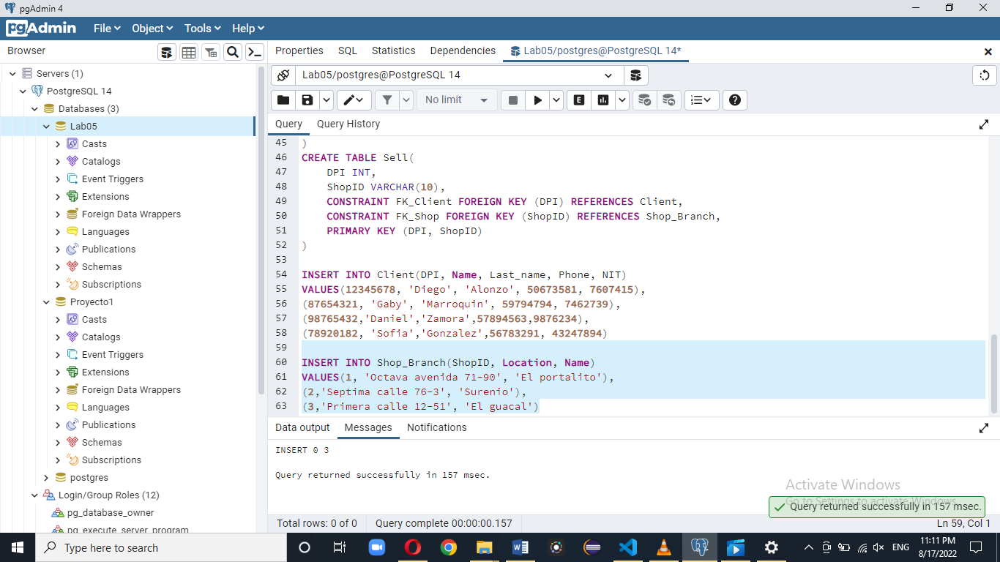 pgAdmin 4
pgAdmin File Object Tools Help
Browser
Properties SQL Statistics Dependencies Lab05/postgres@PostgreSQL 14*
Servers (1)
PostgreSQL 14
Databases (3)
Lab05
Casts
Catalogs
Event Triggers
Extensions
Foreign Data Wrappers
Languages
Publications
Schemas
Subscriptions
Proyecto1
Casts
Catalogs
Event Triggers
Extensions
Foreign Data Wrappers
Languages
Publications
Schemas
Subscriptions
postgres
Login/Group Roles (12)
pg_database_owner
pg_execute_server_program
Lab05/postgres@PostgreSQL 14
No limit
E
Query Query History
45 )
46 CREATE TABLE Sell(
47 DPI INT,
48 ShopID VARCHAR(10),
49 CONSTRAINT FK_Client FOREIGN KEY (DPI) REFERENCES Client,
50 CONSTRAINT FK_Shop FOREIGN KEY (ShopID) REFERENCES Shop_Branch,
51 PRIMARY KEY (DPI, ShopID)
52 )
53
54 INSERT INTO Client(DPI, Name, Last_name, Phone, NIT)
55 VALUES(12345678, 'Diego', 'Alonzo', 50673581, 7607415),
56 (87654321, 'Gaby', 'Marroquin', 59794794, 7462739),
57 (98765432,'Daniel','Zamora',57894563,9876234),
58 (78920182, 'Sofia','Gonzalez',56783291, 43247894)
59
60 INSERT INTO Shop_Branch(ShopID, Location, Name)
61 VALUES(1, 'Octava avenida 71-90', 'El portalito'),
62 (2,'Septima calle 76-3', 'Surenio'),
63 (3,'Primera calle 12-51', 'El guacal')
Data output Messages Notifications
INSERT 0 3
Query returned successfully in 157 msec.
Activate Windows
Go to Settings to activate Windows.
Query returned successfully in 157 msec.
Total rows: 0 of 0 Query complete 00:00:00.157 Ln 59, Col 1
Type here to search
ENG
11:11 PM
8/17/2022